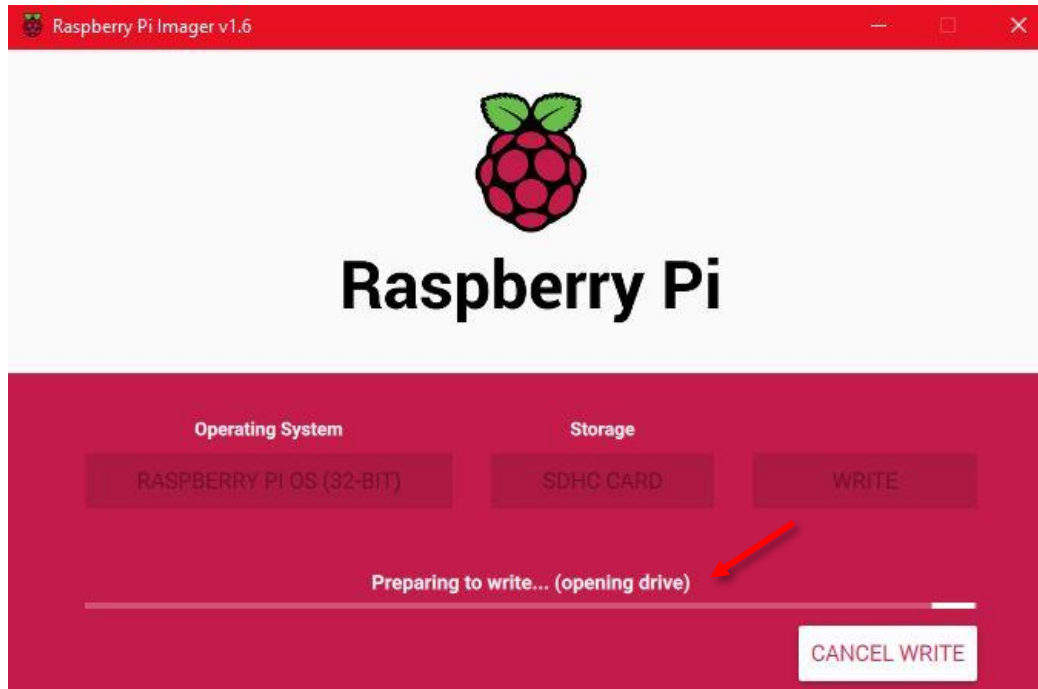 Raspberry Pi Imager v1.6
Raspberry Pi
Operating System
Storage
RASPBERRY PI OS (32-BIT)
SDHC CARD
WRITE
Preparing to write... (opening drive)
CANCEL WRITE